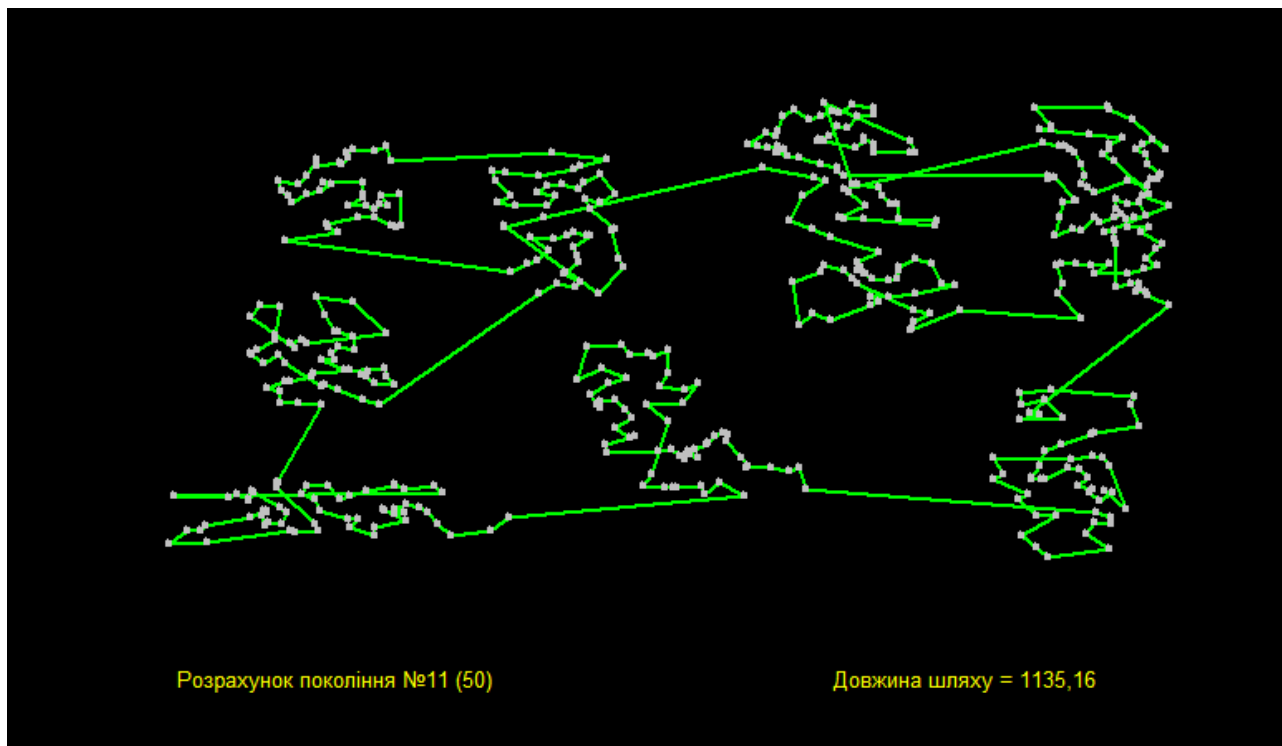 Розрахунок покоління №11 (50)
Довжина шляху = 1135,16